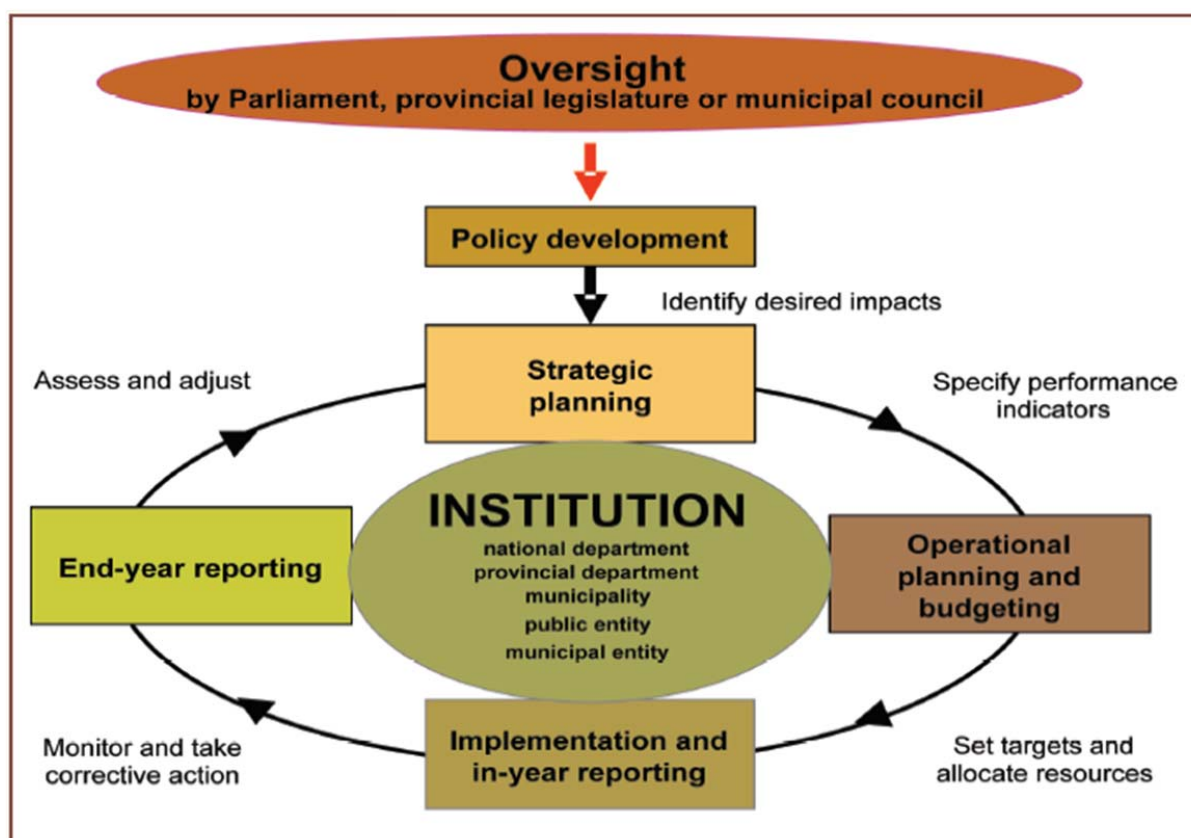 Oversight
by Parliament, provincial legislature or municipal council
Policy development
Identify desired impacts
Strategic
planning
Assess and adjust
Specify performance
indicators
INSTITUTION
national department
provincial department
municipality
public entity
municipal entity
End-year reporting
Operational
planning and
budgeting
Implementation and
in-year reporting
Monitor and take
corrective action
Set targets and
allocate resources